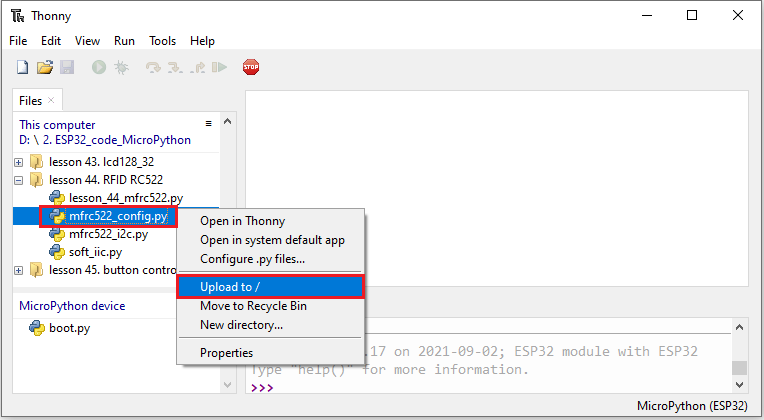 Thonny
File Edit View Run Tools Help
STOP
Files
This computer
D: \ 2. ESP32_code_MicroPython
lesson 43. lcd128_32
lesson 44. RFID RC522
lesson_44_mfrc522.py
mfrc522_config.py
mfrc522_i2c.py
soft_iic.py
lesson 45. button contro
Open in Thonny
Open in system default app
Configure .py files...
Upload to /
Move to Recycle Bin
New directory...
Properties
MicroPython device
boot.py
.17 on 2021-09-02; ESP32 module with ESP32
Type "help()" for more information.
>>>
MicroPython (ESP32)